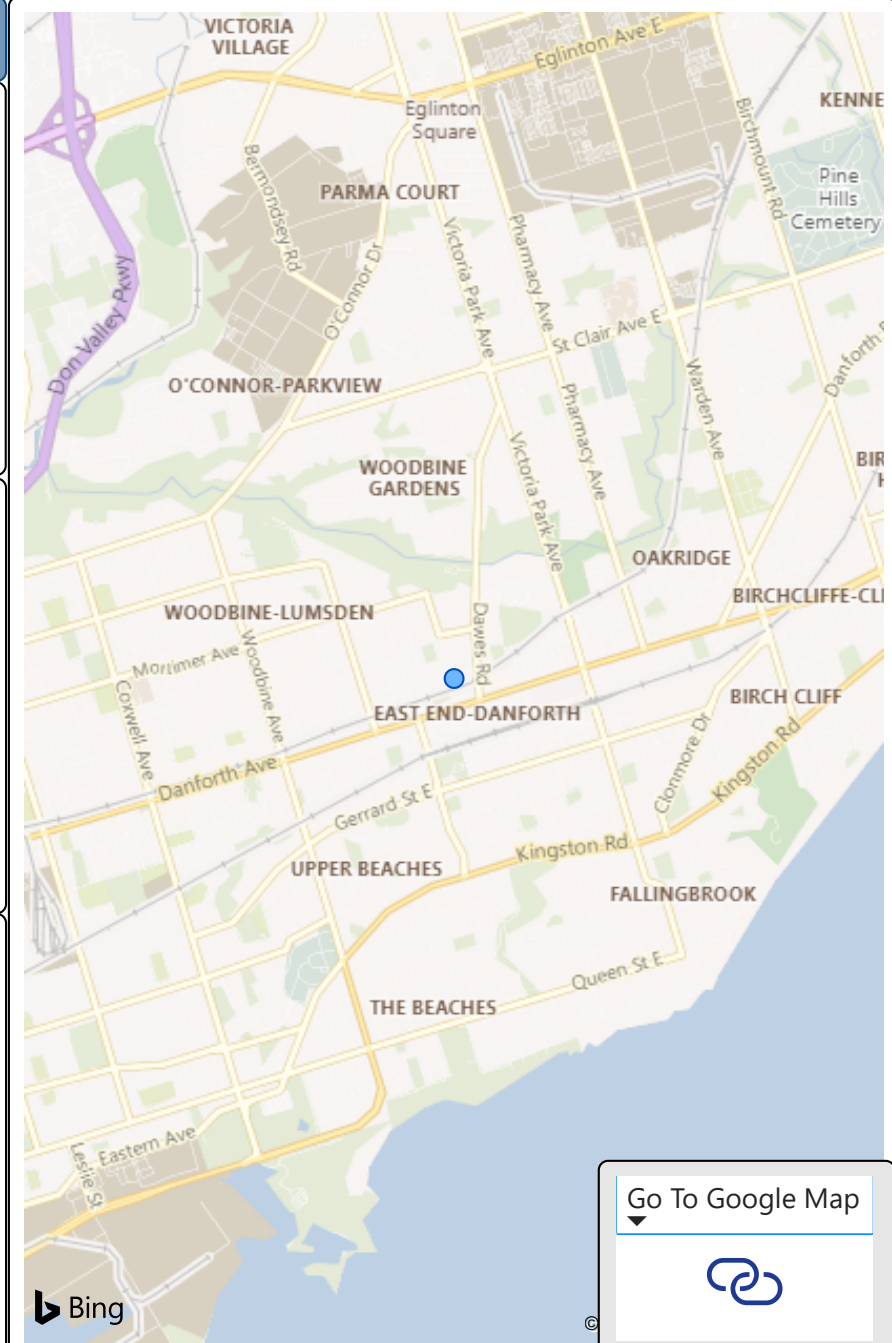 VICTORIA
VILLAGE
Eglinton Ave E
Eglinton
Square
KENNE
Birchmount Rd
Bermondsey Rd
PARMA COURT
Pine
Hills
Cemetery
Don Valley Pkwy
O'Connor Dr
Victoria Park Ave
Pharmacy Ave
St Clair Ave E
Danforth R
O'CONNOR-PARKVIEW
Warden Ave
Pharmacy Ave
WOODBINE
GARDENS
Victoria Park Ave
BIR
H
OAKRIDGE
BIRCHCLIFFE-CLI
WOODBINE-LUMSDEN
Dawes Rd
Mortimer Ave
Woodbine Ave
Coxwell Ave
EAST END-DANFORTH
BIRCH CLIFF
Danforth Ave
Clonmore Dr
Kingston Rd
Gerrard St E
Kingston Rd
UPPER BEACHES
FALLINGBROOK
Queen St E
THE BEACHES
Eastern Ave
Leslie St
Go To Google Map
Bing
©